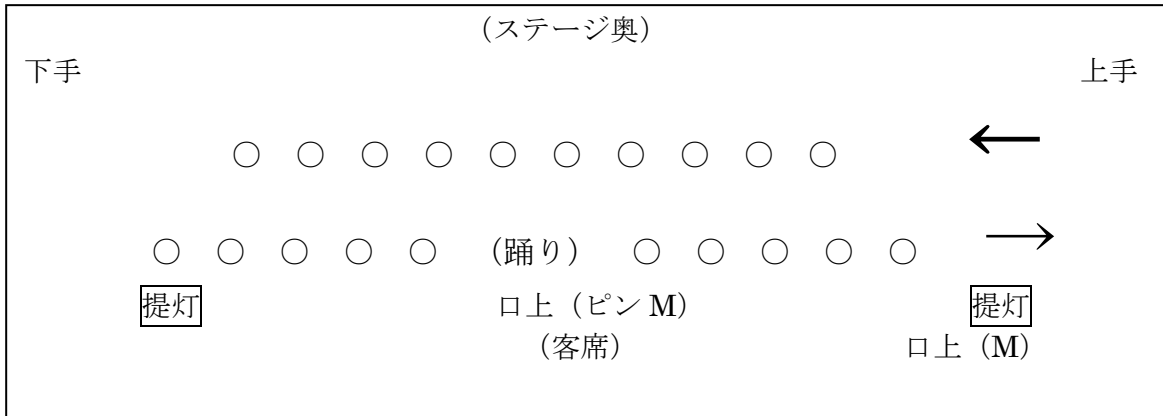 (ステージ奥)
下手 上手
○ ○ ○ ○ ○ ○ ○ ○ ○ ○ ←
○ ○ ○ ○ ○ (踊り) ○ ○ ○ ○ ○ →
提灯 口上(ピン M) 提灯
(客席) 口上(M)